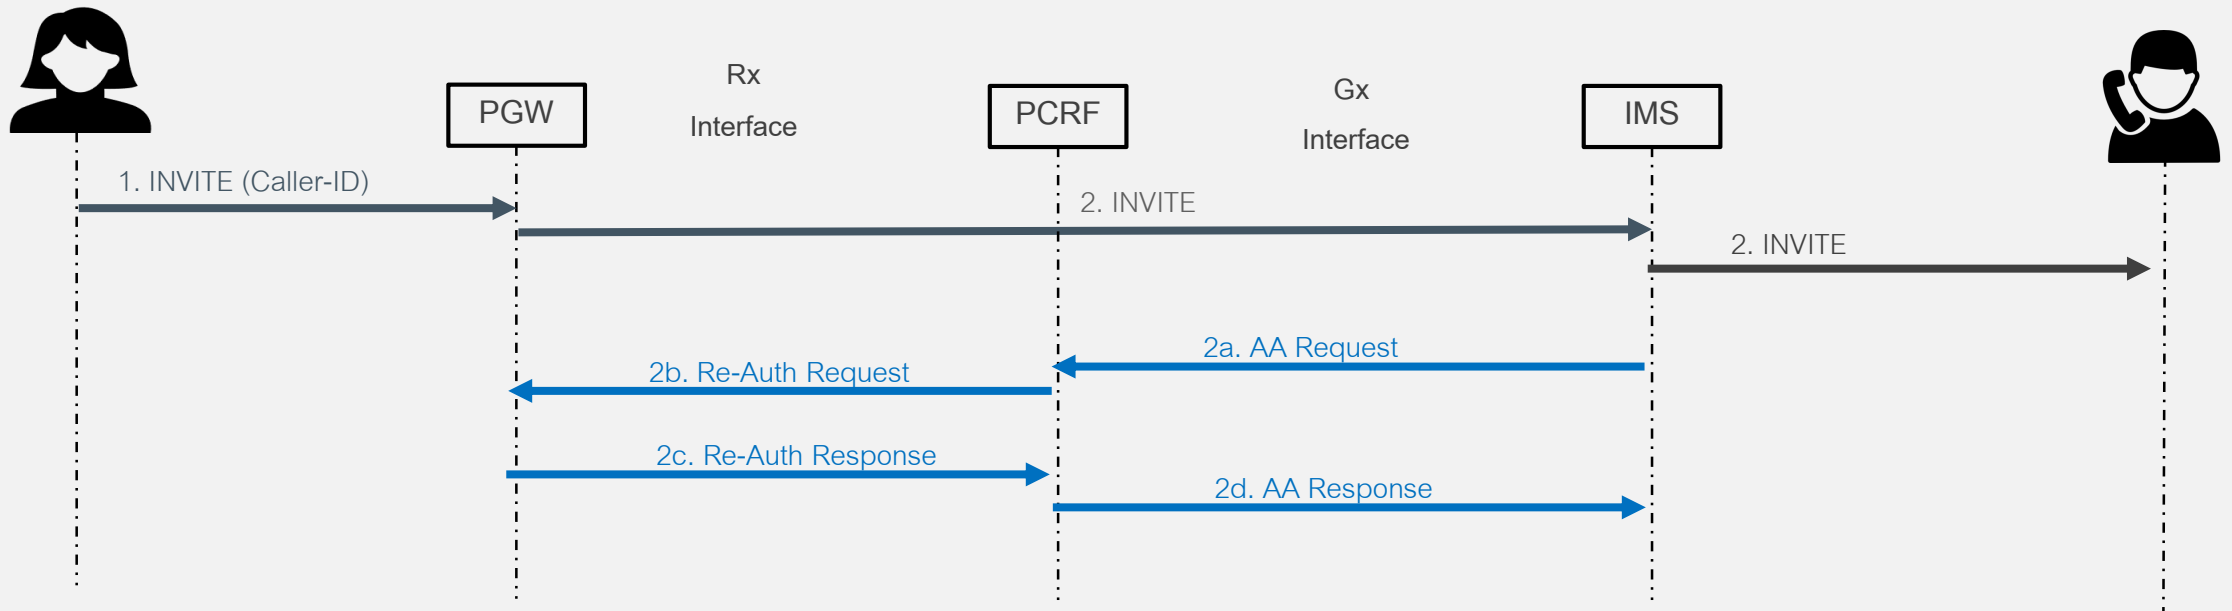 Rx
Interface
Gx
Interface
PGW
PCRF
IMS
1. INVITE (Caller-ID)
2. INVITE
2. INVITE
2a. AA Request
2b. Re-Auth Request
2c. Re-Auth Response
2d. AA Response